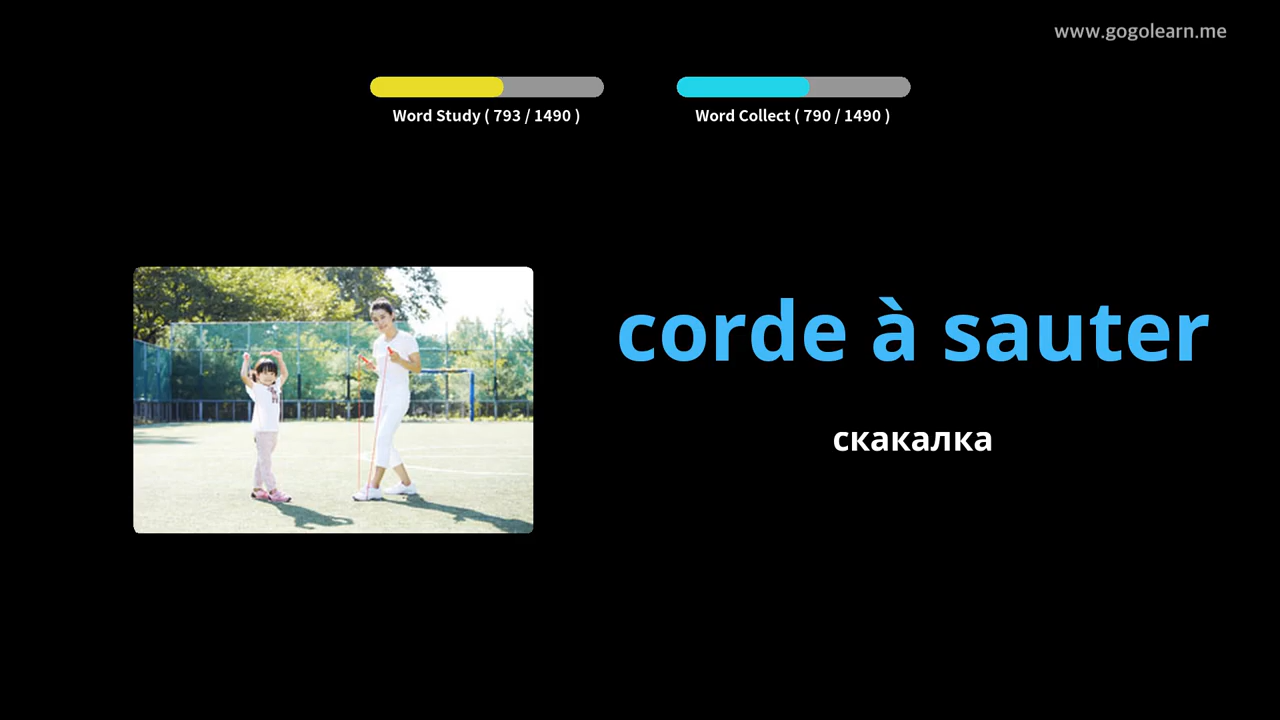 www.gogolearn.me
Word Study ( 793 / 1490 )
Word Collect ( 790 / 1490 )
corde à sauter
скакалка